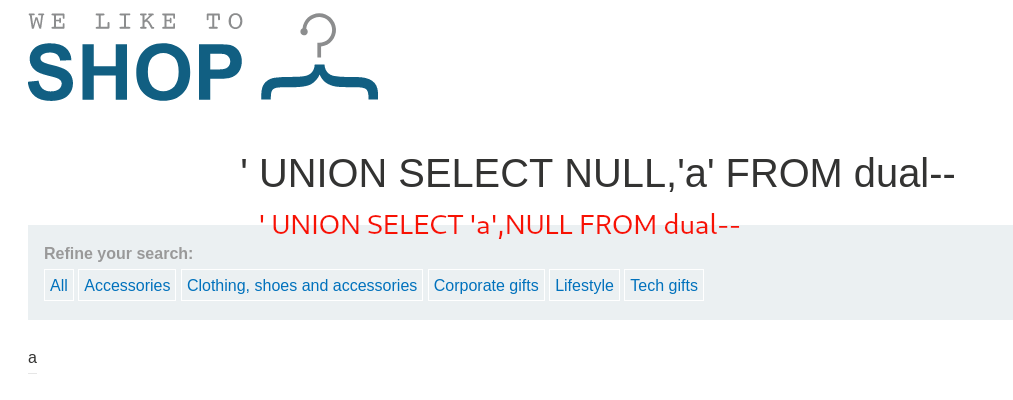 WE LIKE TO
SHOP
' UNION SELECT NULL,'a' FROM dual--
' UNION SELECT 'a',NULL FROM dual--
Refine your search:
All Accessories Clothing, shoes and accessories Corporate gifts Lifestyle Tech gifts
a